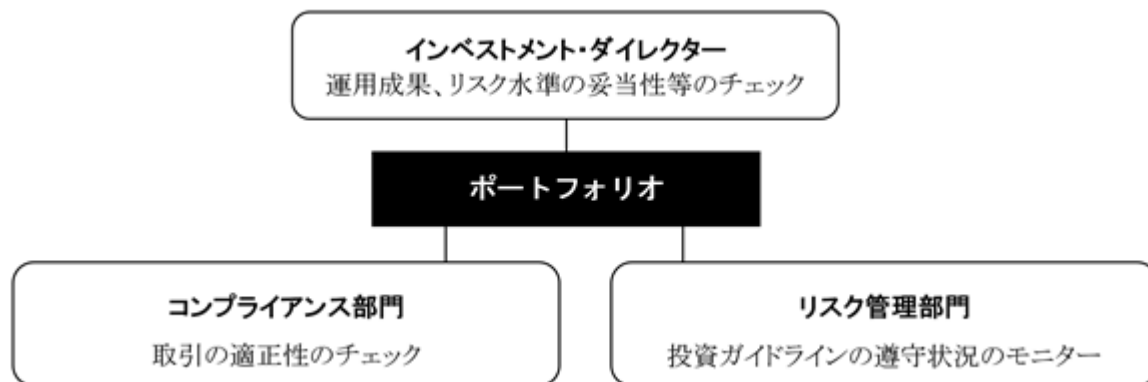 インベストメント・ダイレクター
運用成果、リスク水準の妥当性等のチェック
ポートフォリオ
コンプライアンス部門
取引の適正性のチェック
リスク管理部門
投資ガイドラインの遵守状況のモニター